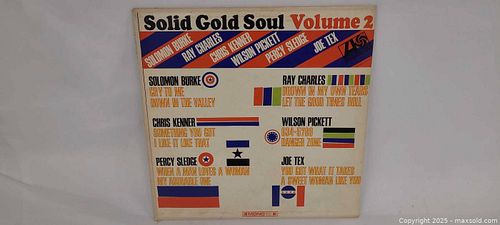 Solid Gold Soul Volume 2
SOLOMON BURKE
RAY CHARLES
CHRIS KENNER
WILSON PICKETT
PERCY SLEDGE
JOE TEX
SOLOMON BURKE
CRY TO ME
DOWN IN THE VALLEY
RAY CHARLES
DROWN IN MY OWN TEARS
LET THE GOOD TIMES ROLL
CHRIS KENNER
SOMETHING YOU GOT
I LIKE IT LIKE THAT
WILSON PICKETT
634-5789
DANGER ZONE
PERCY SLEDGE
WHEN A MAN LOVES A WOMAN
MY ADORABLE ONE
JOE TEX
YOU GOT WHAT IT TAKES
A SWEET WOMAN LIKE YOU
MONO
Copyright © 2025 - maxsold.com